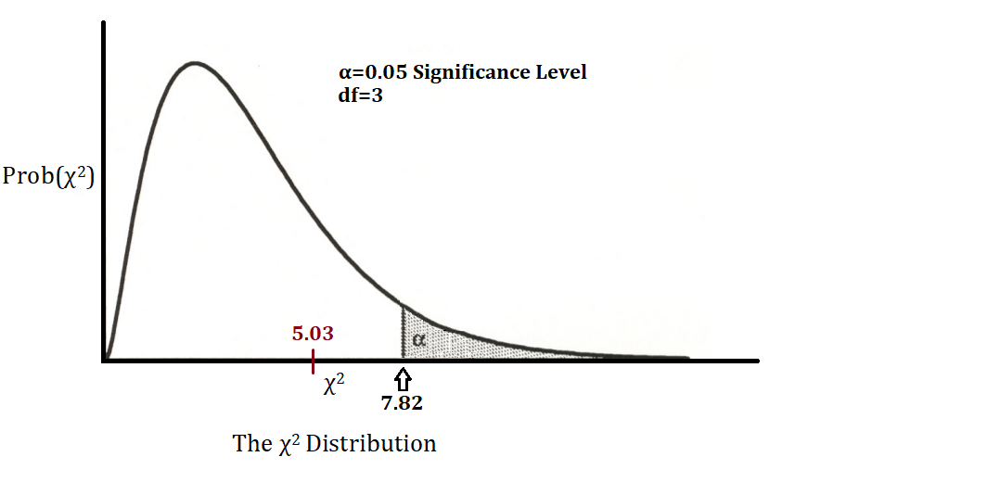 α=0.05 Significance Level
df=3
Prob(χ²)
5.03
α
χ²
7.82
The χ² Distribution